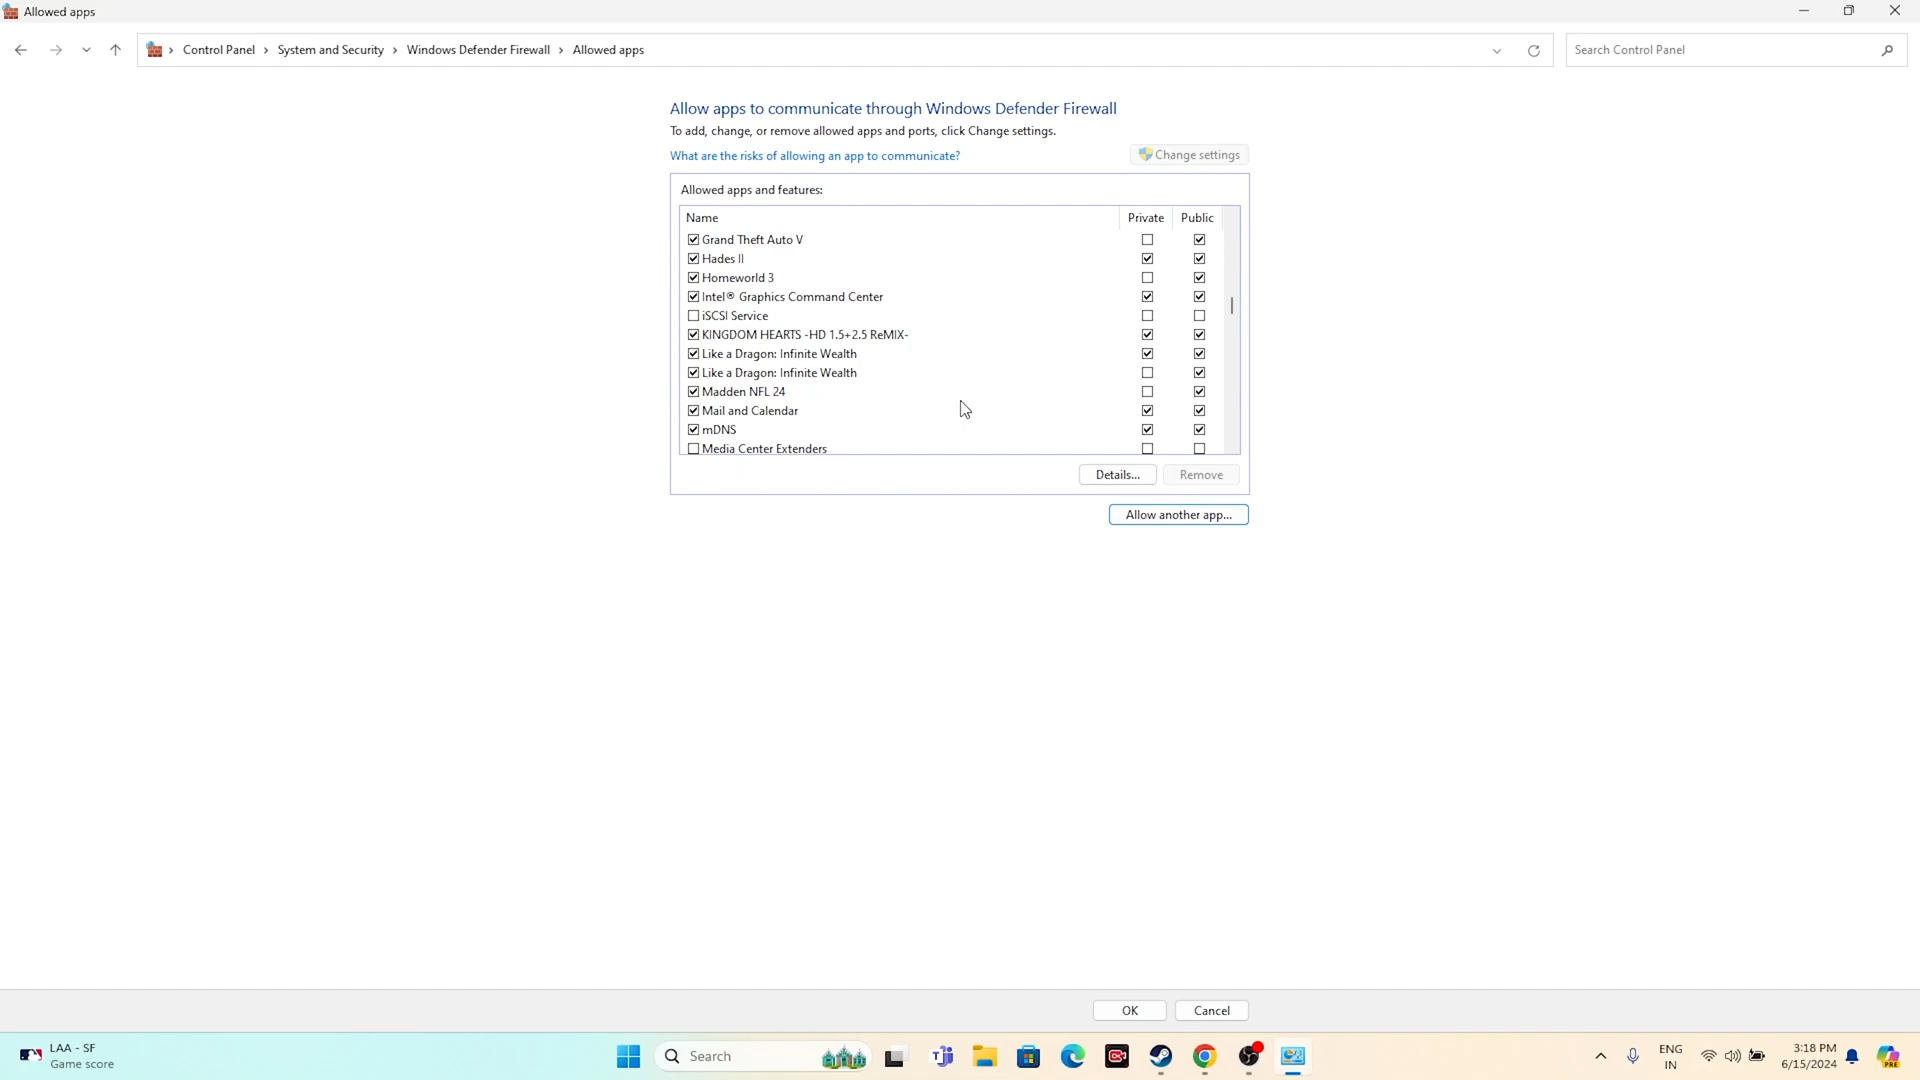 Allowed apps
Control Panel > System and Security > Windows Defender Firewall > Allowed apps
Search Control Panel
Allow apps to communicate through Windows Defender Firewall
To add, change, or remove allowed apps and ports, click Change settings.
What are the risks of allowing an app to communicate?
Change settings
Allowed apps and features:
Name Private Public
Grand Theft Auto V
Hades II
Homeworld 3
Intel® Graphics Command Center
iSCSI Service
KINGDOM HEARTS -HD 1.5+2.5 ReMIX-
Like a Dragon: Infinite Wealth
Like a Dragon: Infinite Wealth
Madden NFL 24
Mail and Calendar
mDNS
Media Center Extenders
Details... Remove
Allow another app...
OK Cancel
LAA - SF
Game score
Search
ENG
IN
3:18 PM
6/15/2024
PRE